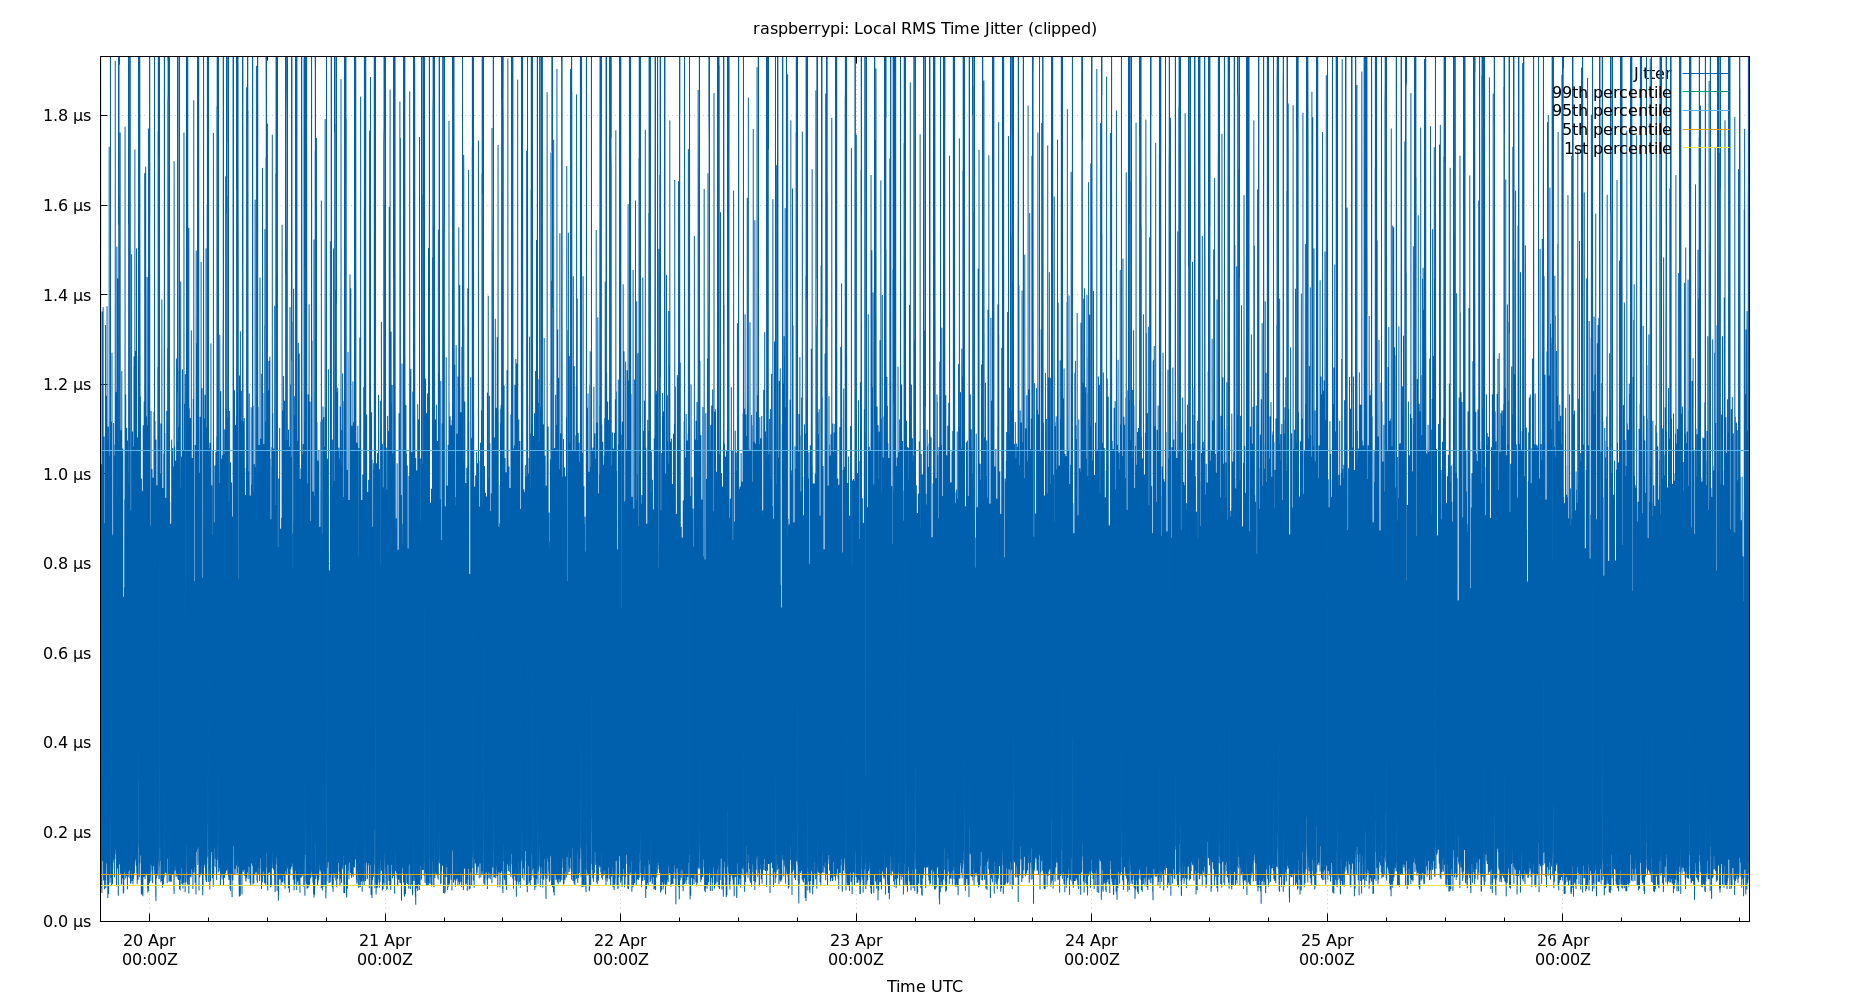 raspberrypi: Local RMS Time Jitter (clipped)
Jitter
99th percentile
95th percentile
5th percentile
1st percentile
1.8 µs
1.6 µs
1.4 µs
1.2 µs
1.0 µs
0.8 µs
0.6 µs
0.4 µs
0.2 µs
0.0 µs
20 Apr 21 Apr 22 Apr 23 Apr 24 Apr 25 Apr 26 Apr
00:00Z 00:00Z 00:00Z 00:00Z 00:00Z 00:00Z 00:00Z
Time UTC